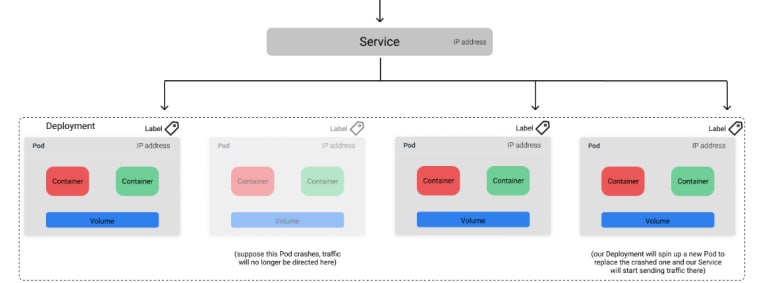 Service IP address
Deployment
Label
Label
Label
Label
Pod IP address
IP address
Pod IP address
Pod IP address
Container Container
Container Container
Container Container
Container Container
Volume
Volume
Volume
Volume
(suppose this Pod crashes, traffic
will no longer be directed here)
(our Deployment will spin up a new Pod to
replace the crashed one and our Service
will start sending traffic there)